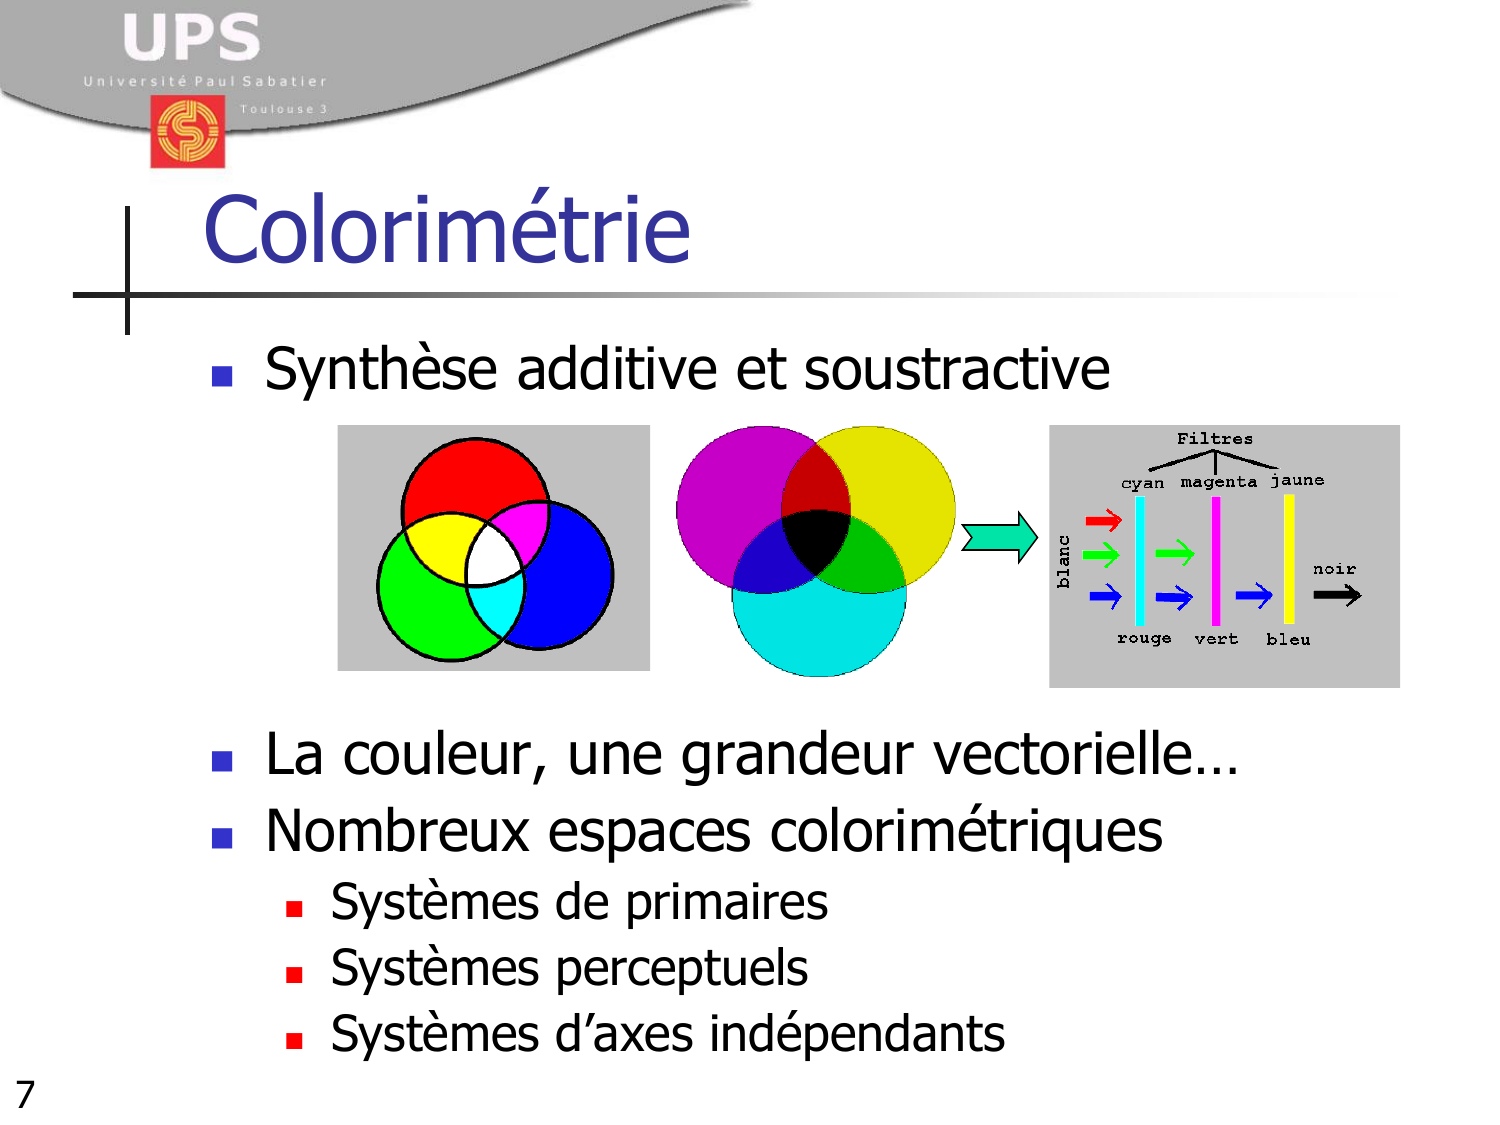 UPS
Université Paul Sabatier
Toulouse 3
Colorimétrie
Synthèse additive et soustractive
Filtres
cyan magenta jaune
blanc
noir
rouge vert bleu
La couleur, une grandeur vectorielle…
Nombreux espaces colorimétriques
Systèmes de primaires
Systèmes perceptuels
Systèmes d’axes indépendants
7